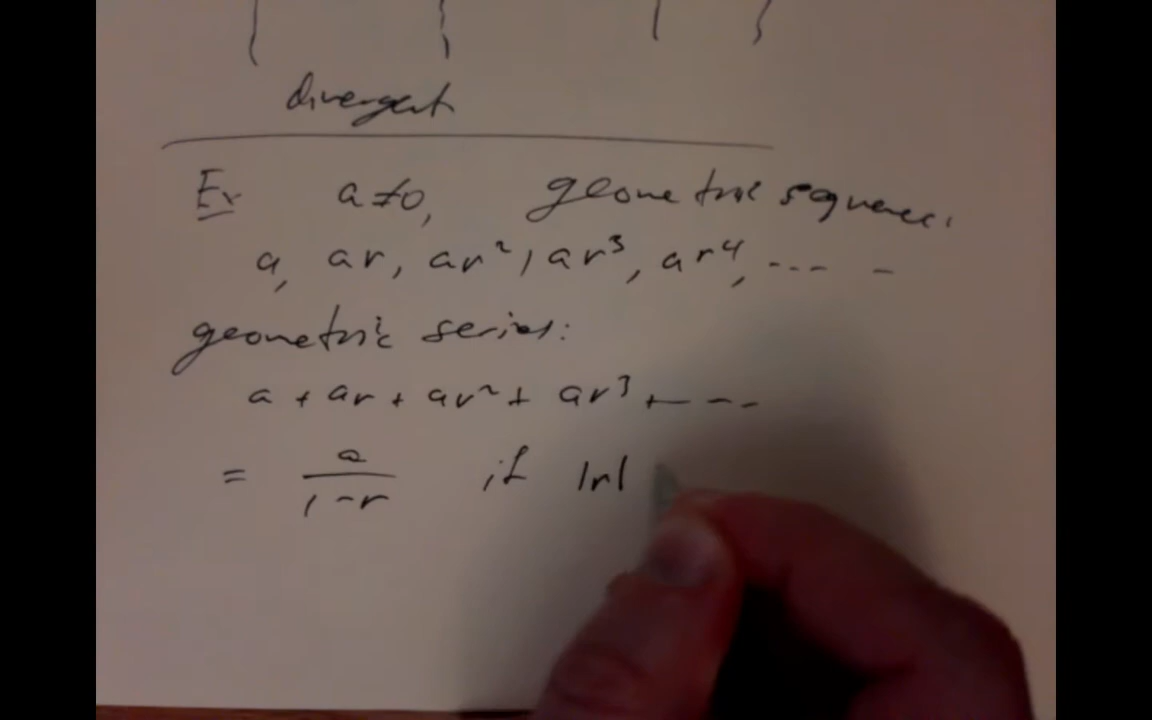 divergent
Ex a≠0, geometric sequence:
a, ar, ar², ar³, ar⁴, ... -
geometric series:
a + ar + ar² + ar³ + ---
= a/(1-r) if |r|